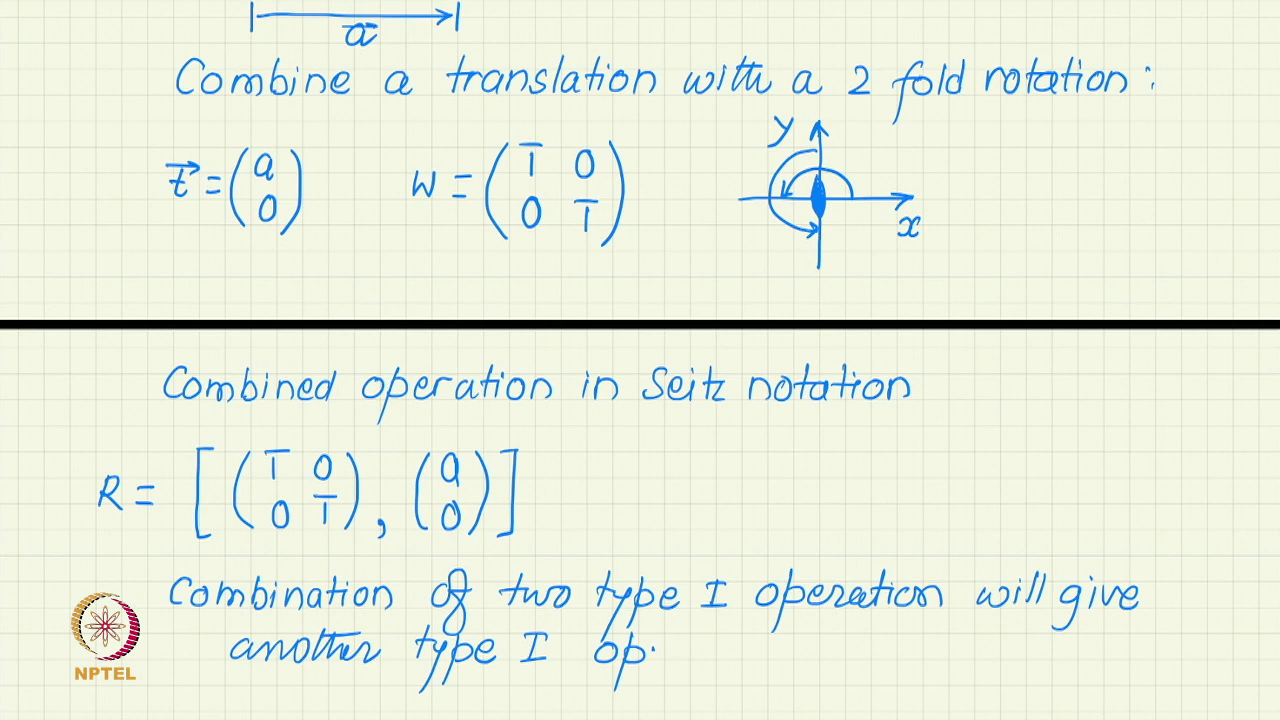 a
Combine a translation with a 2 fold rotation:
t⃗ = (a 0)
W = (1̅ 0 0 1̅)
y
x
Combined operation in Seitz notation
R = [(1̅ 0 0 1̅), (a 0)]
Combination of two type I operation will give
another type I op.
NPTEL